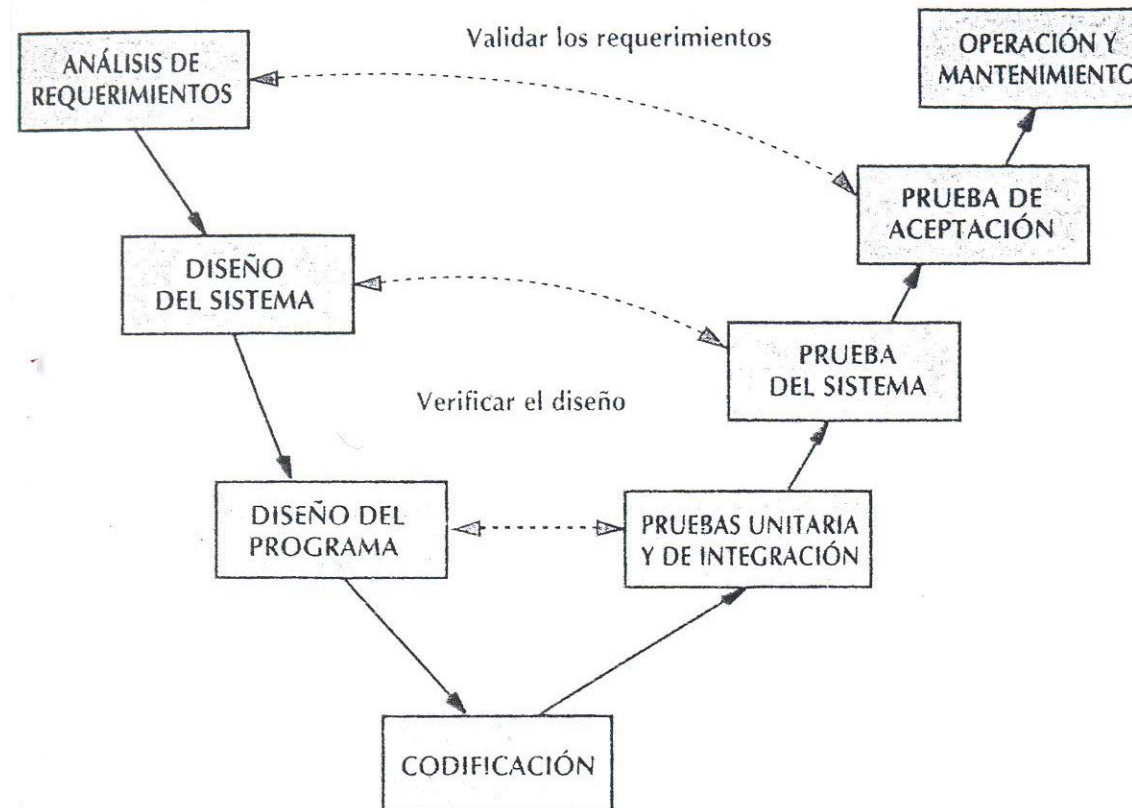 Validar los requerimientos
ANÁLISIS DE
REQUERIMIENTOS
OPERACIÓN Y
MANTENIMIENTO
PRUEBA DE
ACEPTACIÓN
DISEÑO
DEL SISTEMA
PRUEBA
DEL SISTEMA
Verificar el diseño
DISEÑO DEL
PROGRAMA
PRUEBAS UNITARIA
Y DE INTEGRACIÓN
CODIFICACIÓN